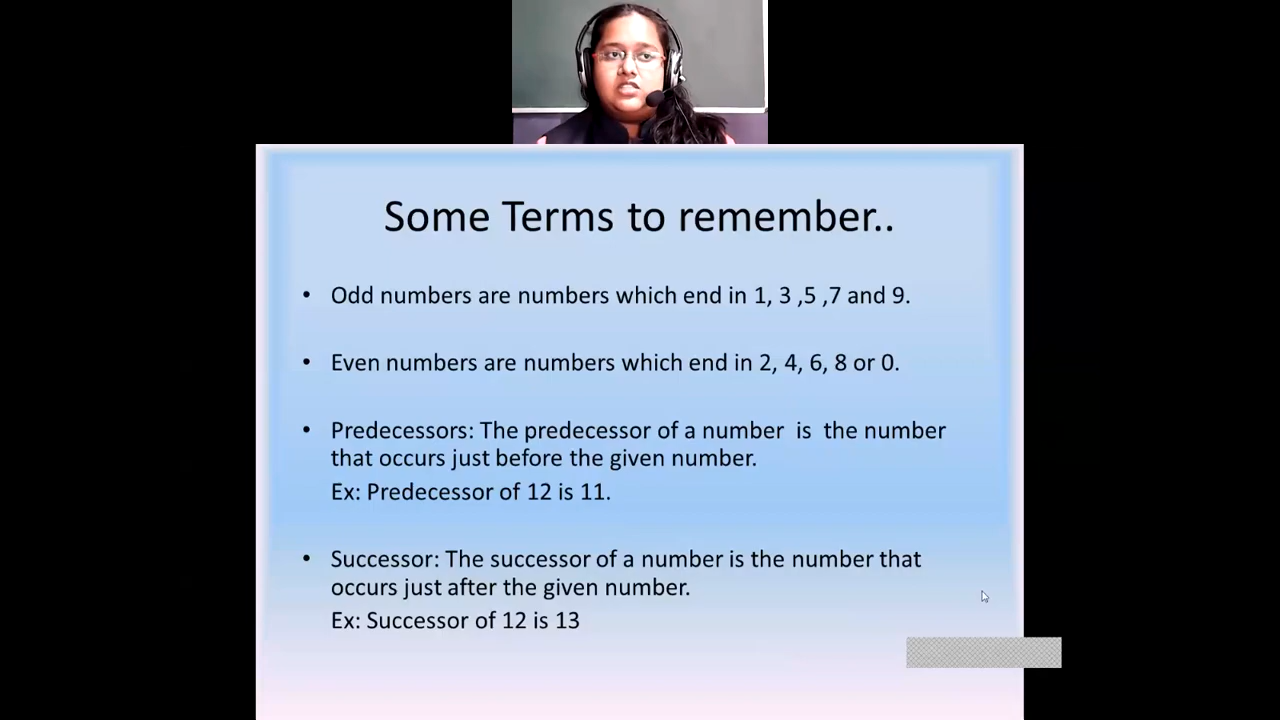 Some Terms to remember..
• Odd numbers are numbers which end in 1, 3 ,5 ,7 and 9.
• Even numbers are numbers which end in 2, 4, 6, 8 or 0.
• Predecessors: The predecessor of a number  is  the number
that occurs just before the given number.
Ex: Predecessor of 12 is 11.
• Successor: The successor of a number is the number that
occurs just after the given number.
Ex: Successor of 12 is 13